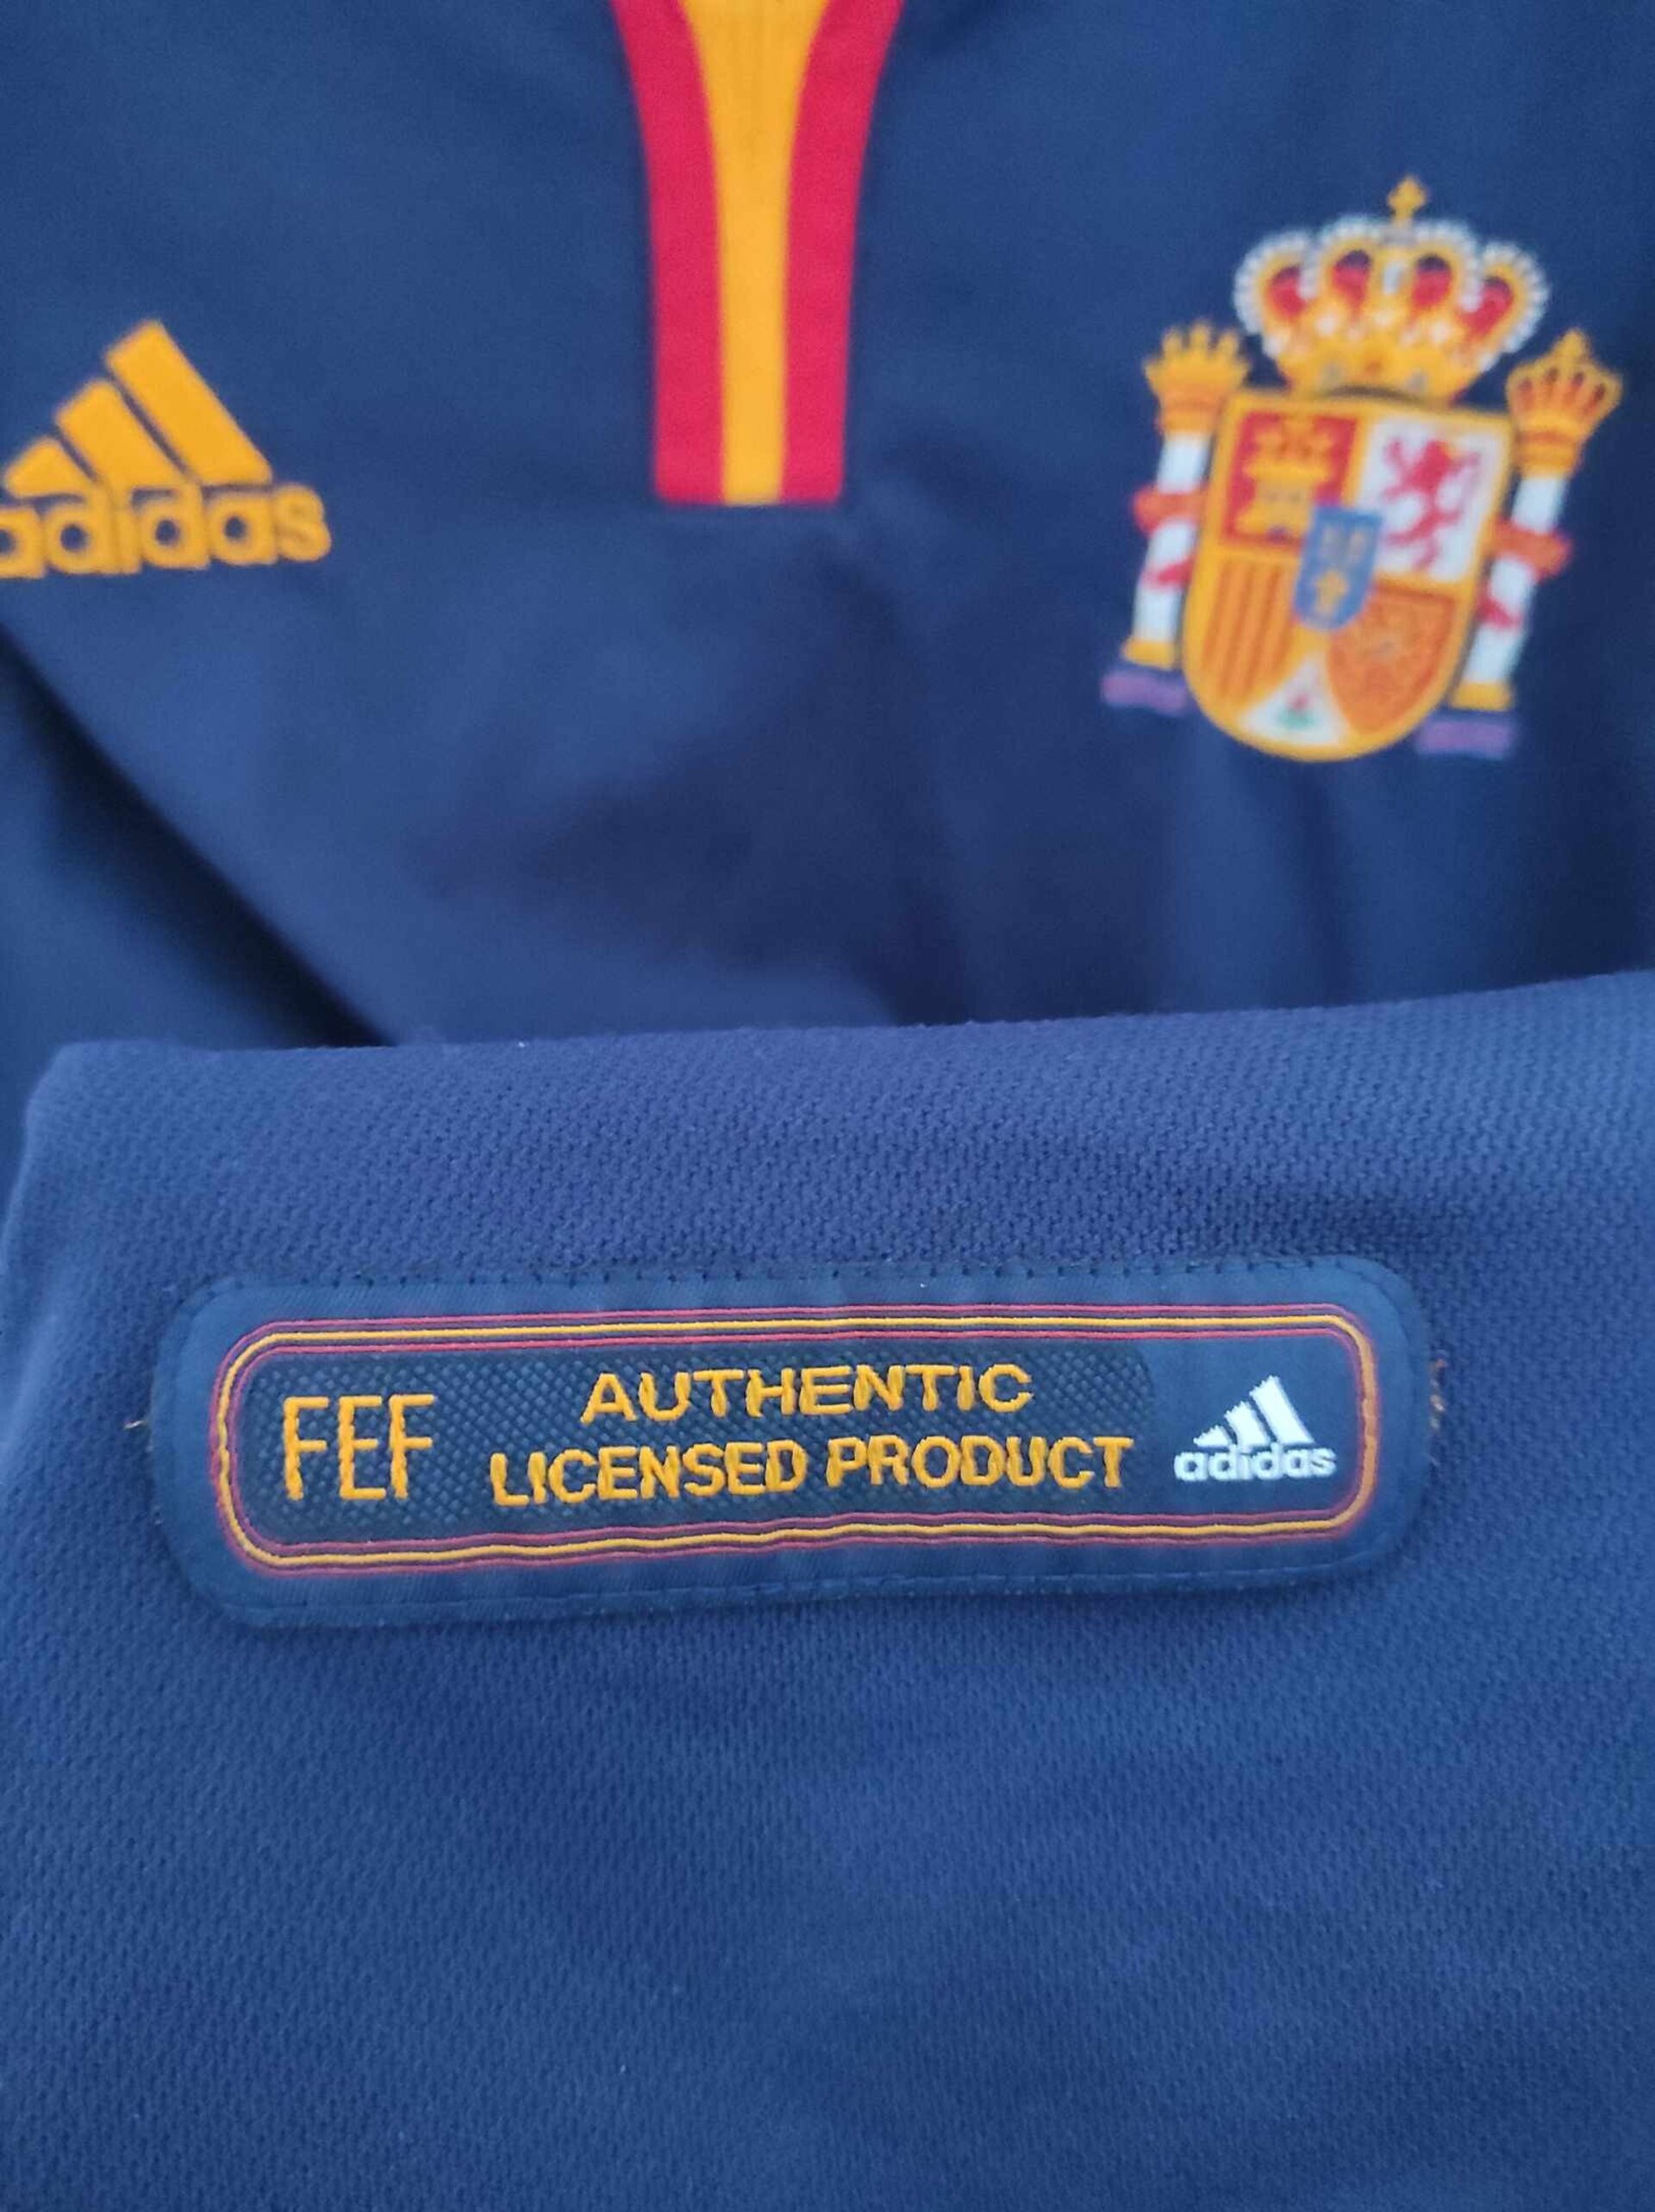 adidas
FEF
AUTHENTIC
LICENSED PRODUCT
adidas